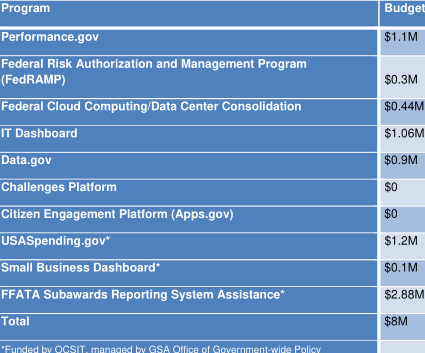 Program Budget
Performance.gov $1.1M
Federal Risk Authorization and Management Program
(FedRAMP) $0.3M
Federal Cloud Computing/Data Center Consolidation $0.44M
IT Dashboard $1.06M
Data.gov $0.9M
Challenges Platform $0
Citizen Engagement Platform (Apps.gov) $0
USASpending.gov* $1.2M
Small Business Dashboard* $0.1M
FFATA Subawards Reporting System Assistance* $2.88M
Total $8M
*Funded by OCSIT, managed by GSA Office of Government-wide Policy